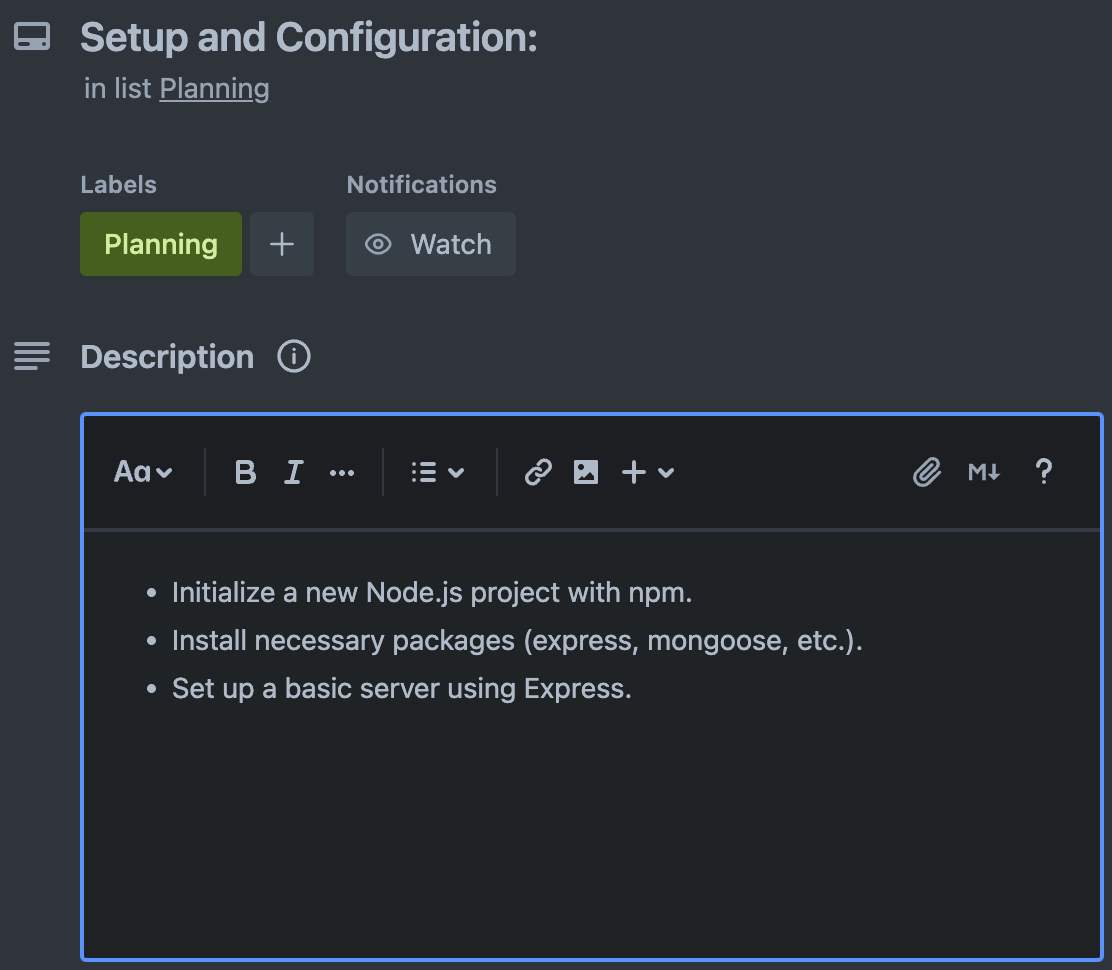 Setup and Configuration:
in list Planning
Labels
Notifications
Planning
+
Watch
Description
Aa
B I ...
M↓ ?
• Initialize a new Node.js project with npm.
• Install necessary packages (express, mongoose, etc.).
• Set up a basic server using Express.